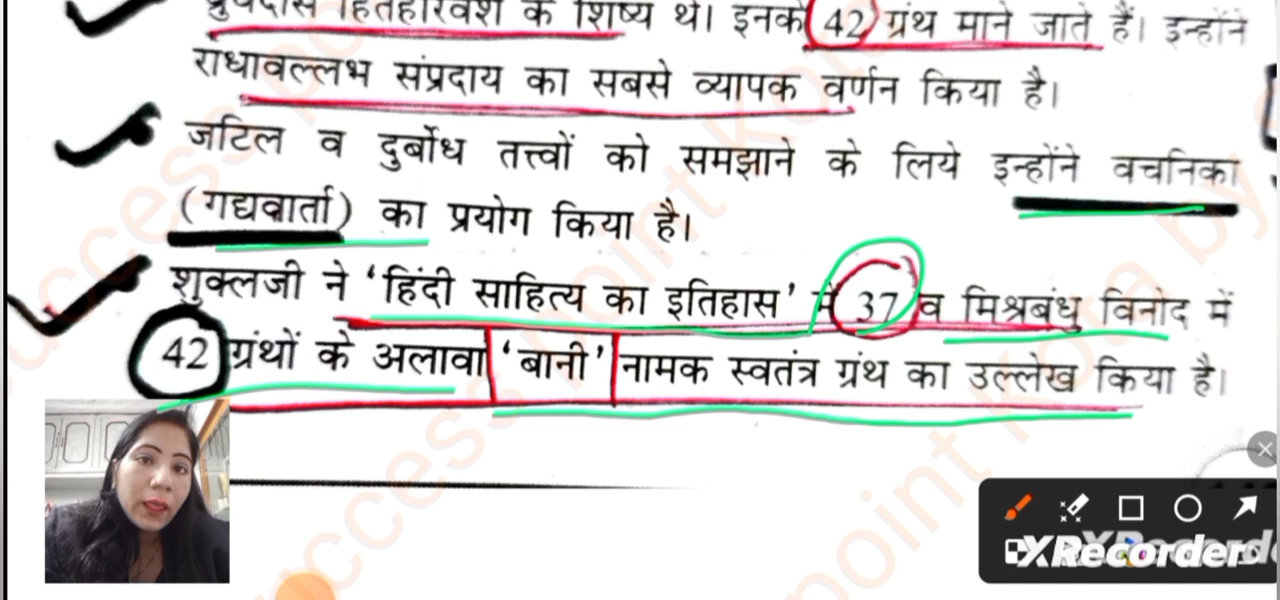 ध्रुवदास हितहरिवंश के शिष्य थे। इनके 42 ग्रंथ माने जाते हैं। इन्होंने
राधावल्लभ संप्रदाय का सबसे व्यापक वर्णन किया है।
जटिल व दुर्बोध तत्त्वों को समझाने के लिये इन्होंने वचनिका
(गद्यवार्ता) का प्रयोग किया है।
शुक्लजी ने ‘हिंदी साहित्य का इतिहास’ में 37 व मिश्रबंधु विनोद में
42 ग्रंथों के अलावा ‘बानी’ नामक स्वतंत्र ग्रंथ का उल्लेख किया है।
XRecorder